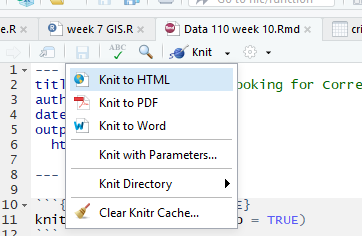 Go to file/function
e.R week 7 GIS.R Data 110 week 10.Rmd cri
ABC Knit
1 ---
2 titl ooking for Corre
3 auth
4 date
5 outp
6 ht
7
8 ---
9
10 ```{ E}
11 knit o = TRUE)
12 ```
Knit to HTML
Knit to PDF
Knit to Word
Knit with Parameters...
Knit Directory
Clear Knitr Cache...